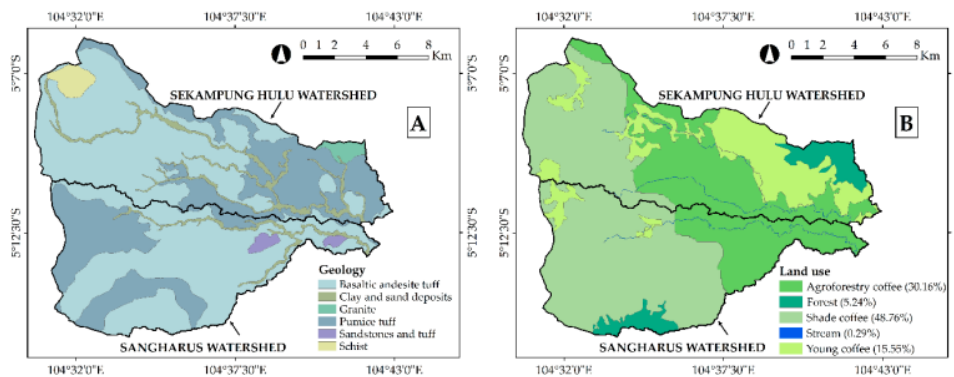 104°32'0"E
104°37'30"E
104°43'0"E
0 1 2 4 6 8
Km
5°7'0"S
SEKAMPUNG HULU WATERSHED
A
5°12'30"S
Geology
Basaltic andesite tuff
Clay and sand deposits
Granite
Pumice tuff
Sandstones and tuff
Schist
SANGHARUS WATERSHED
104°32'0"E
104°37'30"E
104°43'0"E
104°32'0"E
104°37'30"E
104°43'0"E
0 1 2 4 6 8
Km
5°7'0"S
SEKAMPUNG HULU WATERSHED
B
5°12'30"S
Land use
Agroforestry coffee (30.16%)
Forest (5.24%)
Shade coffee (48.76%)
Stream (0.29%)
Young coffee (15.55%)
SANGHARUS WATERSHED
104°32'0"E
104°37'30"E
104°43'0"E